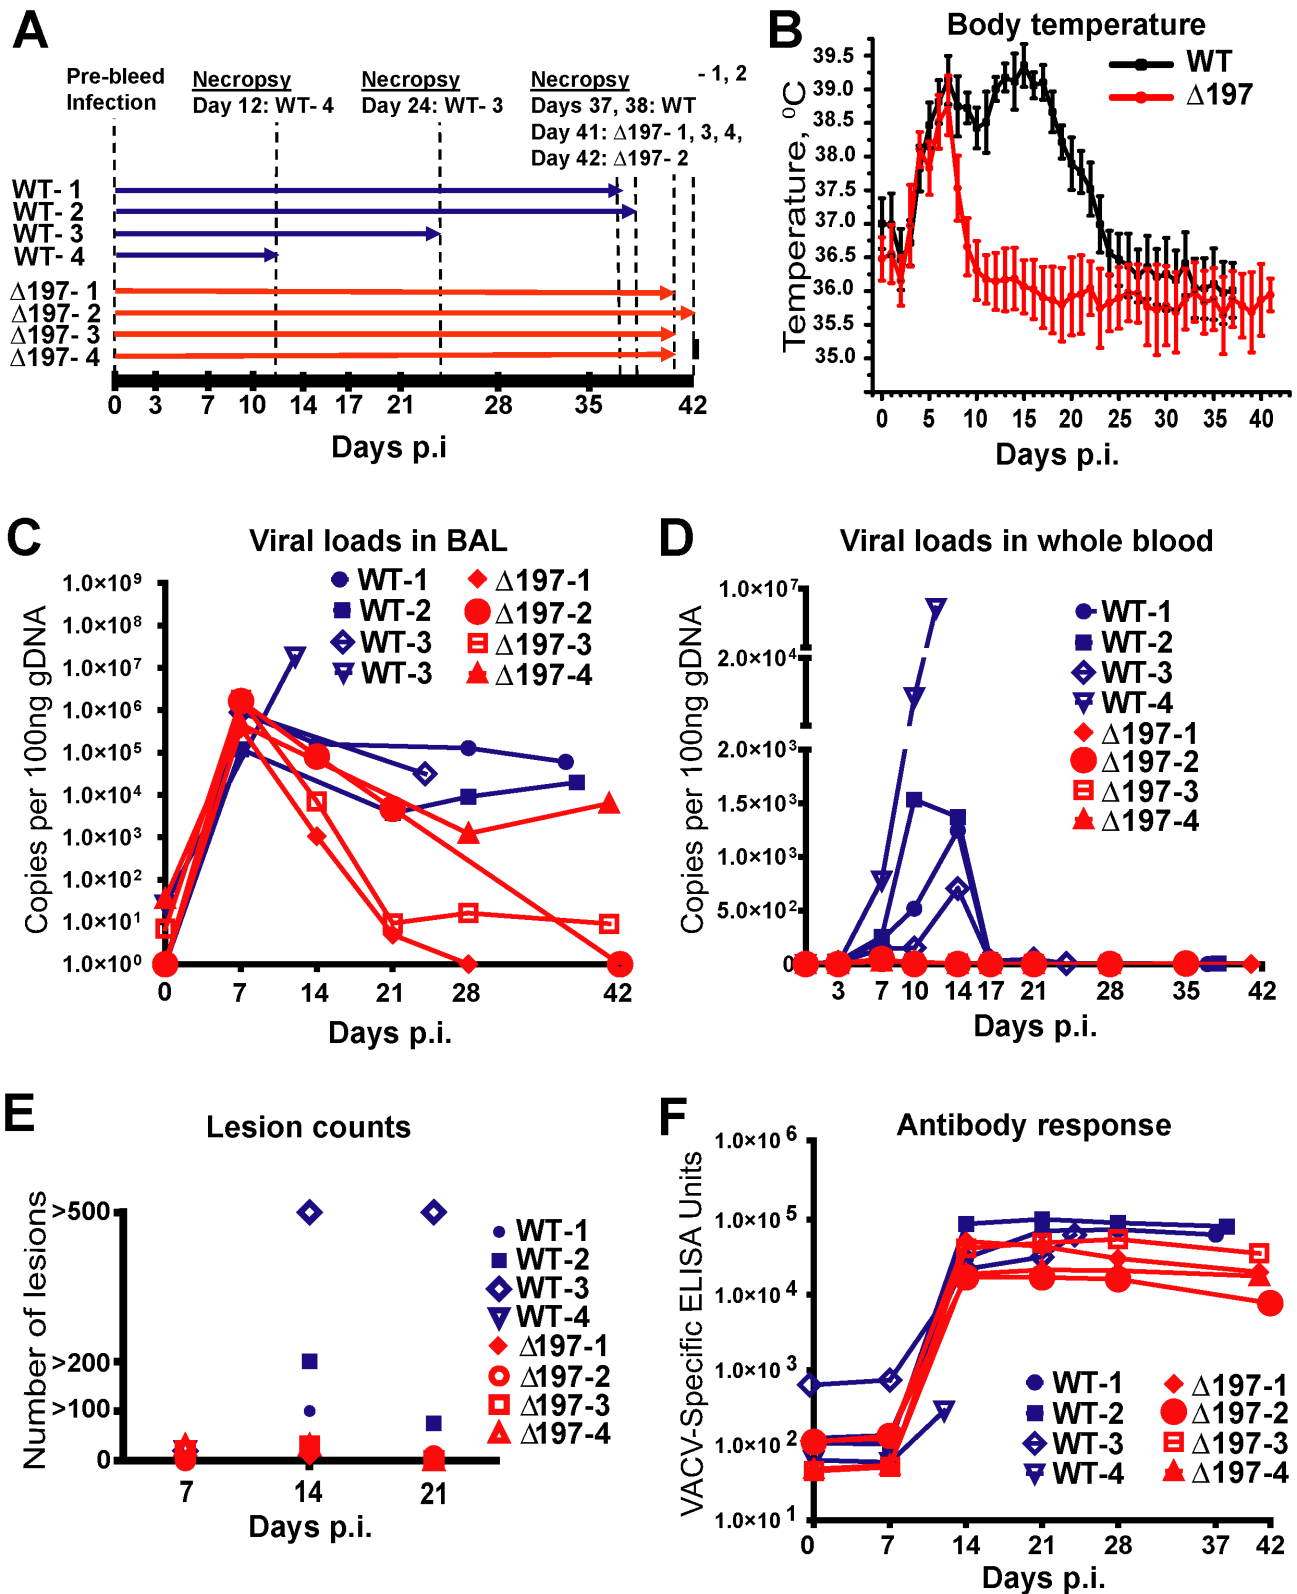 A
Pre-bleed
Infection
Necropsy
Day 12: WT- 4
Necropsy
Day 24: WT- 3
Necropsy
Days 37, 38: WT
- 1, 2
Day 41: Δ197- 1, 3, 4,
Day 42: Δ197- 2
WT- 1
WT- 2
WT- 3
WT- 4
Δ197- 1
Δ197- 2
Δ197- 3
Δ197- 4
0 3 7 10 14 17 21 28 35 42
Days p.i
B
Body temperature
WT
Δ197
Temperature, ºC
39.5
39.0
38.5
38.0
37.5
37.0
36.5
36.0
35.5
35.0
0 5 10 15 20 25 30 35 40
Days p.i.
C
Viral loads in BAL
Copies per 100ng gDNA
1.0×10⁹
1.0×10⁸
1.0×10⁷
1.0×10⁶
1.0×10⁵
1.0×10⁴
1.0×10³
1.0×10²
1.0×10¹
1.0×10⁰
WT-1
WT-2
WT-3
WT-3
Δ197-1
Δ197-2
Δ197-3
Δ197-4
0 7 14 21 28 42
Days p.i.
D
Viral loads in whole blood
Copies per 100ng gDNA
1.0×10⁷
2.0×10⁴
2.0×10³
1.5×10³
1.0×10³
5.0×10²
0
WT-1
WT-2
WT-3
WT-4
Δ197-1
Δ197-2
Δ197-3
Δ197-4
3 7 10 14 17 21 28 35 42
Days p.i.
E
Lesion counts
Number of lesions
>500
>200
>100
0
WT-1
WT-2
WT-3
WT-4
Δ197-1
Δ197-2
Δ197-3
Δ197-4
7 14 21
Days p.i.
F
Antibody response
VACV-Specific ELISA Units
1.0×10⁶
1.0×10⁵
1.0×10⁴
1.0×10³
1.0×10²
1.0×10¹
WT-1
WT-2
WT-3
WT-4
Δ197-1
Δ197-2
Δ197-3
Δ197-4
0 7 14 21 28 37 42
Days p.i.